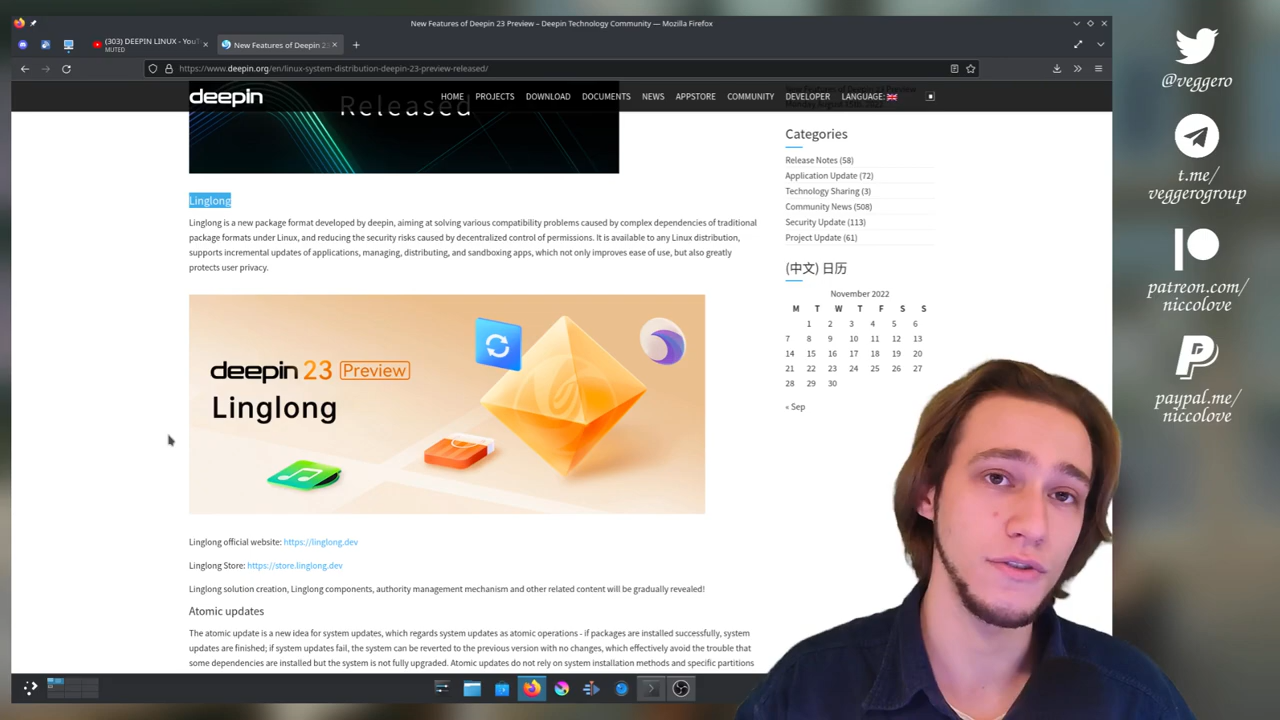 New Features of Deepin 23 Preview – Deepin Technology Community — Mozilla Firefox
(303) DEEPIN LINUX - YouT
MUTED
New Features of Deepin 23
https://www.deepin.org/en/linux-system-distribution-deepin-23-preview-released/
deepin
HOME PROJECTS DOWNLOAD DOCUMENTS NEWS APPSTORE COMMUNITY DEVELOPER LANGUAGE
Released
Linglong
Linglong is a new package format developed by deepin, aiming at solving various compatibility problems caused by complex dependencies of traditional
package formats under Linux, and reducing the security risks caused by decentralized control of permissions. It is available to any Linux distribution,
supports incremental updates of applications, managing, distributing, and sandboxing apps, which not only improves ease of use, but also greatly
protects user privacy.
deepin 23 Preview
Linglong
Linglong official website: https://linglong.dev
Linglong Store: https://store.linglong.dev
Linglong solution creation, Linglong components, authority management mechanism and other related content will be gradually revealed!
Atomic updates
The atomic update is a new idea for system updates, which regards system updates as atomic operations - if packages are installed successfully, system
updates are finished; if system updates fail, the system can be reverted to the previous version with no changes, which effectively avoid the trouble that
some dependencies are installed but the system is not fully upgraded. Atomic updates do not rely on system installation methods and specific partitions
Categories
Release Notes (58)
Application Update (72)
Technology Sharing (3)
Community News (508)
Security Update (113)
Project Update (61)
(中文) 日历
November 2022
M T W T F S S
1 2 3 4 5 6
7 8 9 10 11 12 13
14 15 16 17 18 19 20
21 22 23 24 25 26 27
28 29 30
« Sep
@veggero
t.me/
veggerogroup
patreon.com/
niccolove
paypal.me/
niccolove